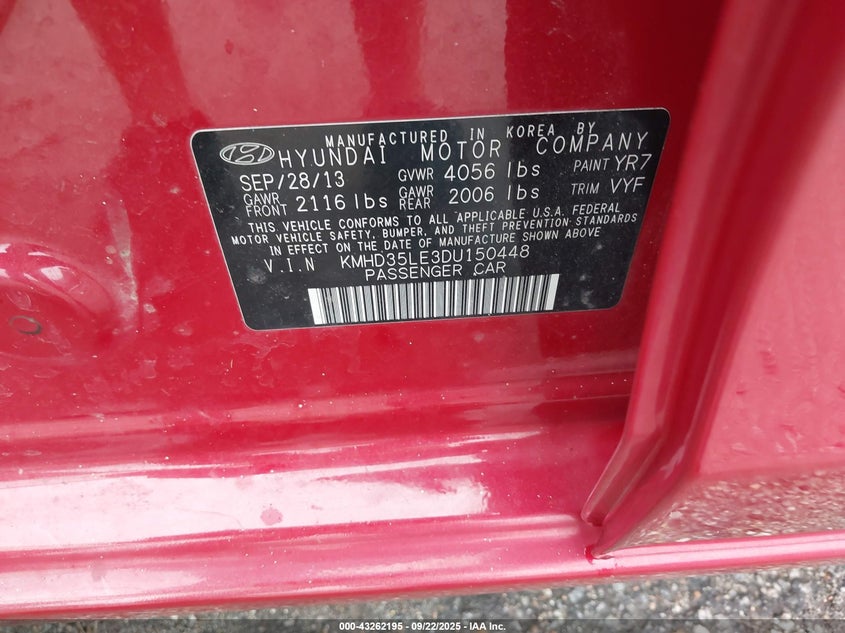 MANUFACTURED IN KOREA BY
HYUNDAI MOTOR COMPANY
SEP/28/13 GVWR 4056 lbs PAINT YR7
GAWR FRONT 2116 lbs GAWR REAR 2006 lbs TRIM VYF
THIS VEHICLE CONFORMS TO ALL APPLICABLE U.S.A. FEDERAL
MOTOR VEHICLE SAFETY, BUMPER, AND THEFT PREVENTION STANDARDS
IN EFFECT ON THE DATE OF MANUFACTURE SHOWN ABOVE
V.I.N KMHD35LE3DU150448
PASSENGER CAR
000-43262195 - 09/22/2025 - IAA Inc.